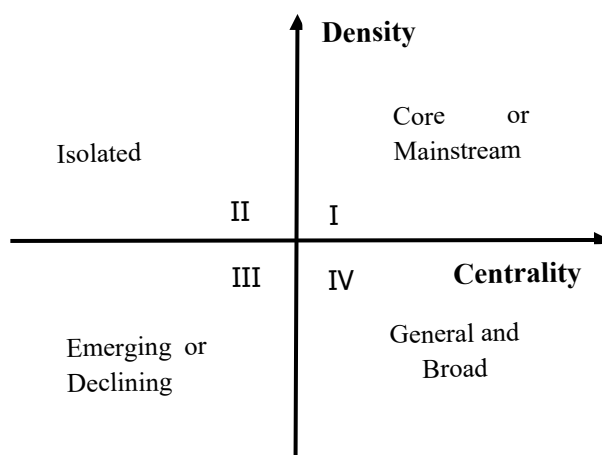 Density
Core or
Mainstream
Isolated
II
I
III
IV
Centrality
General and
Broad
Emerging or
Declining